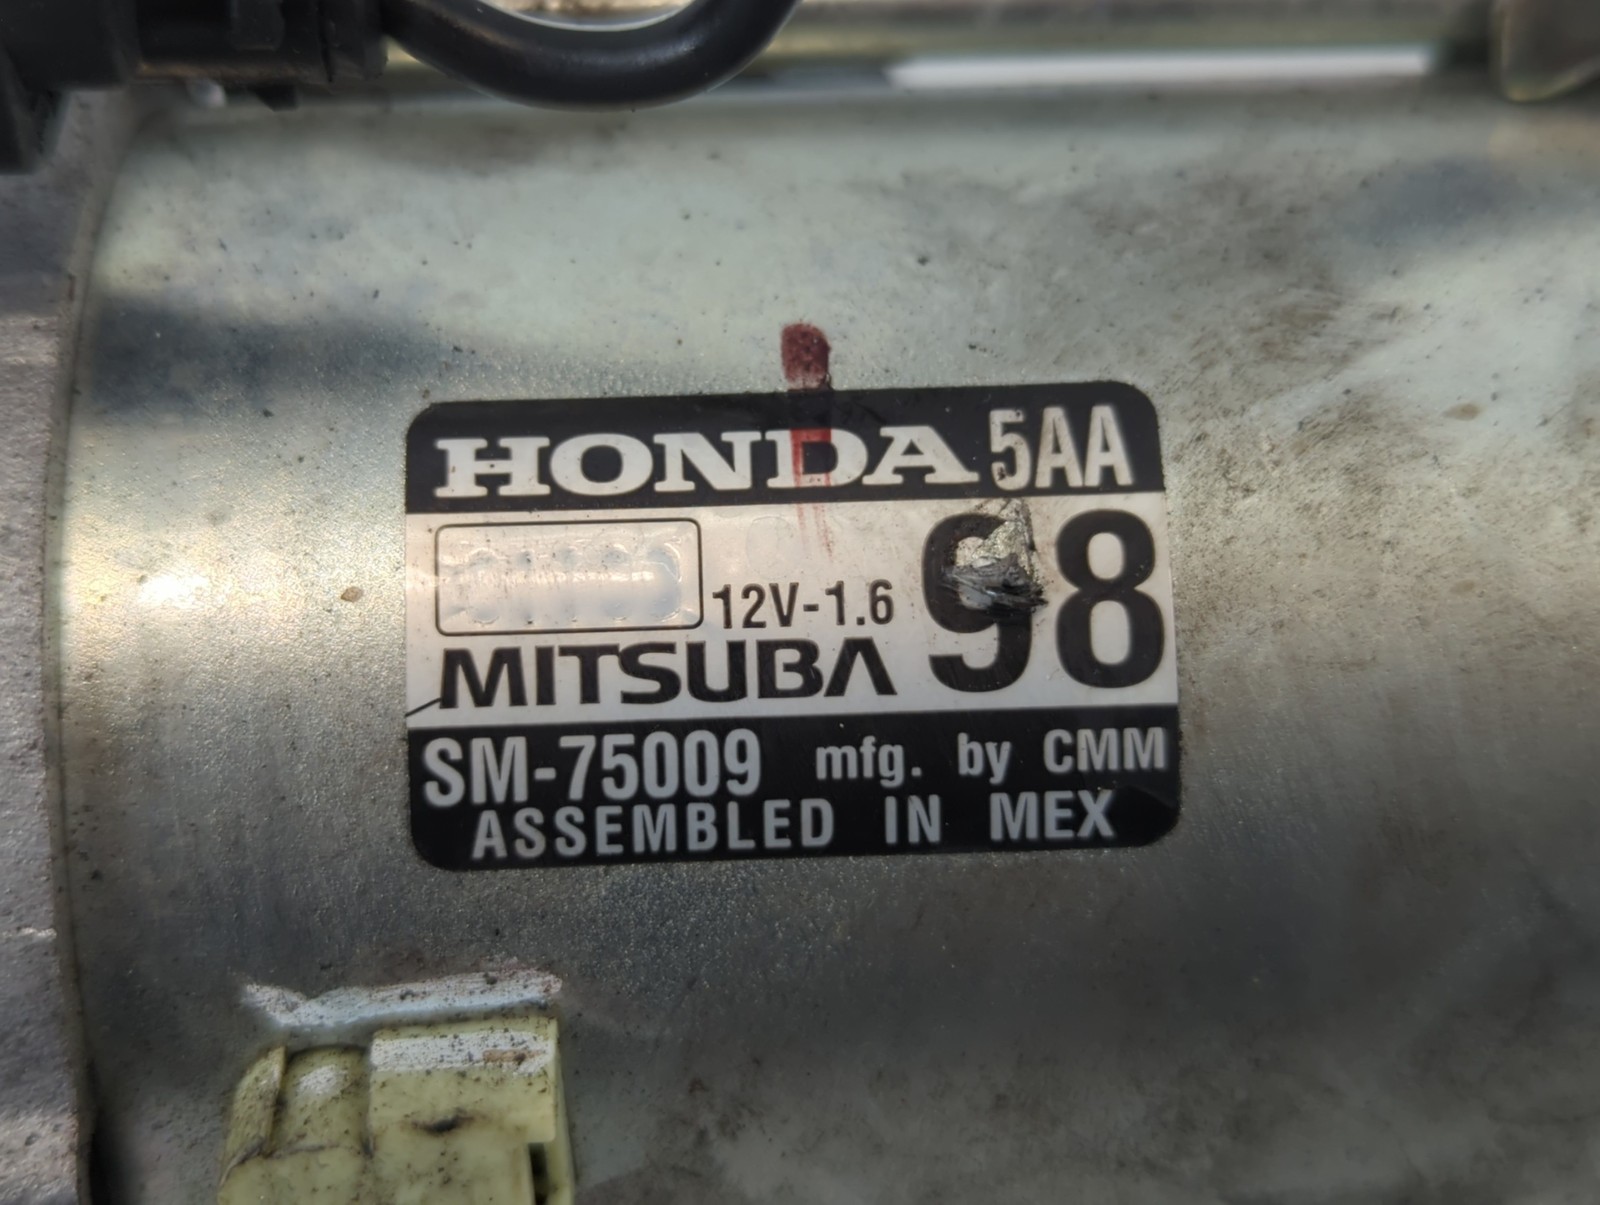 HONDA 5AA
12V-1.6 98
MITSUBA
SM-75009 mfg. by CMM
ASSEMBLED IN MEX